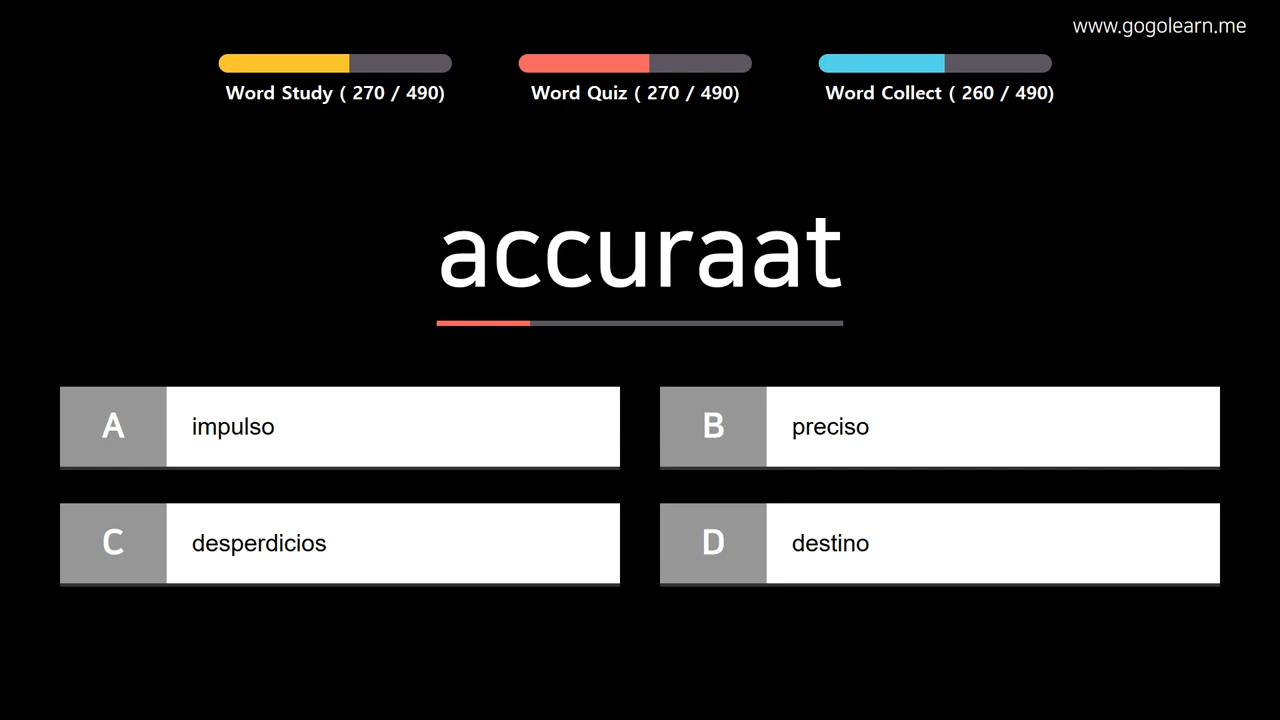 www.gogolearn.me
Word Study ( 270 / 490)
Word Quiz ( 270 / 490)
Word Collect ( 260 / 490)
accuraat
A impulso
B preciso
C desperdicios
D destino